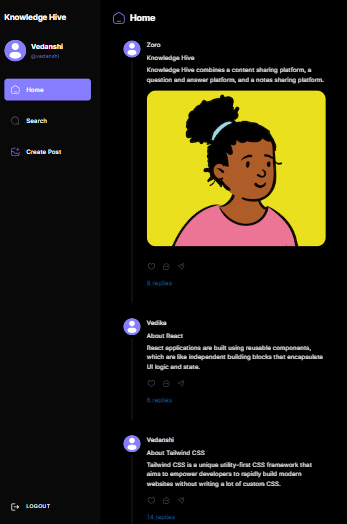 Knowledge Hive
Vedanshi
@vedanshi
Home
Search
Create Post
LOGOUT
Home
Zoro
Knowledge Hive
Knowledge Hive combines a content sharing platform, a
question and answer platform, and a notes sharing platform.
8 replies
Vedika
About React
React applications are built using reusable components,
which are like independent building blocks that encapsulate
UI logic and state.
5 replies
Vedanshi
About Tailwind CSS
Tailwind CSS is a unique utility-first CSS framework that
aims to empower developers to rapidly build modern
websites without writing a lot of custom CSS.
14 replies